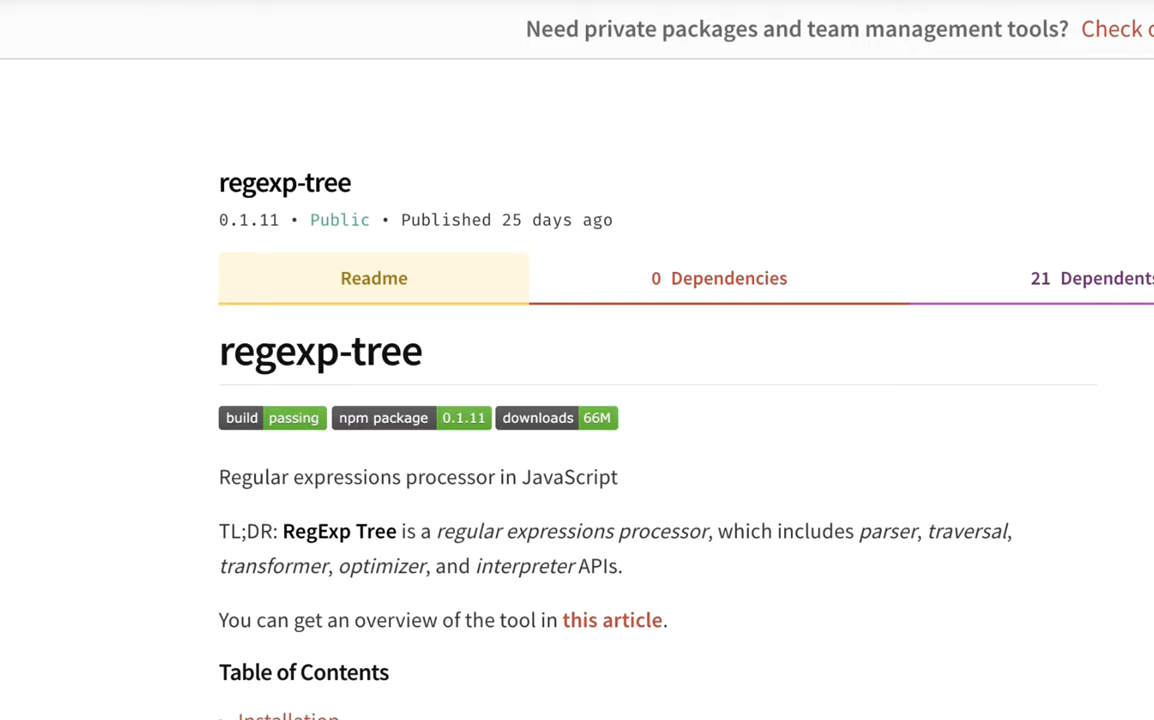 Need private packages and team management tools? Check
regexp-tree
0.1.11 • Public • Published 25 days ago
Readme
0 Dependencies
21 Dependents
regexp-tree
build passing npm package 0.1.11 downloads 66M
Regular expressions processor in JavaScript
TL;DR: RegExp Tree is a regular expressions processor, which includes parser, traversal,
transformer, optimizer, and interpreter APIs.
You can get an overview of the tool in this article.
Table of Contents
Installation